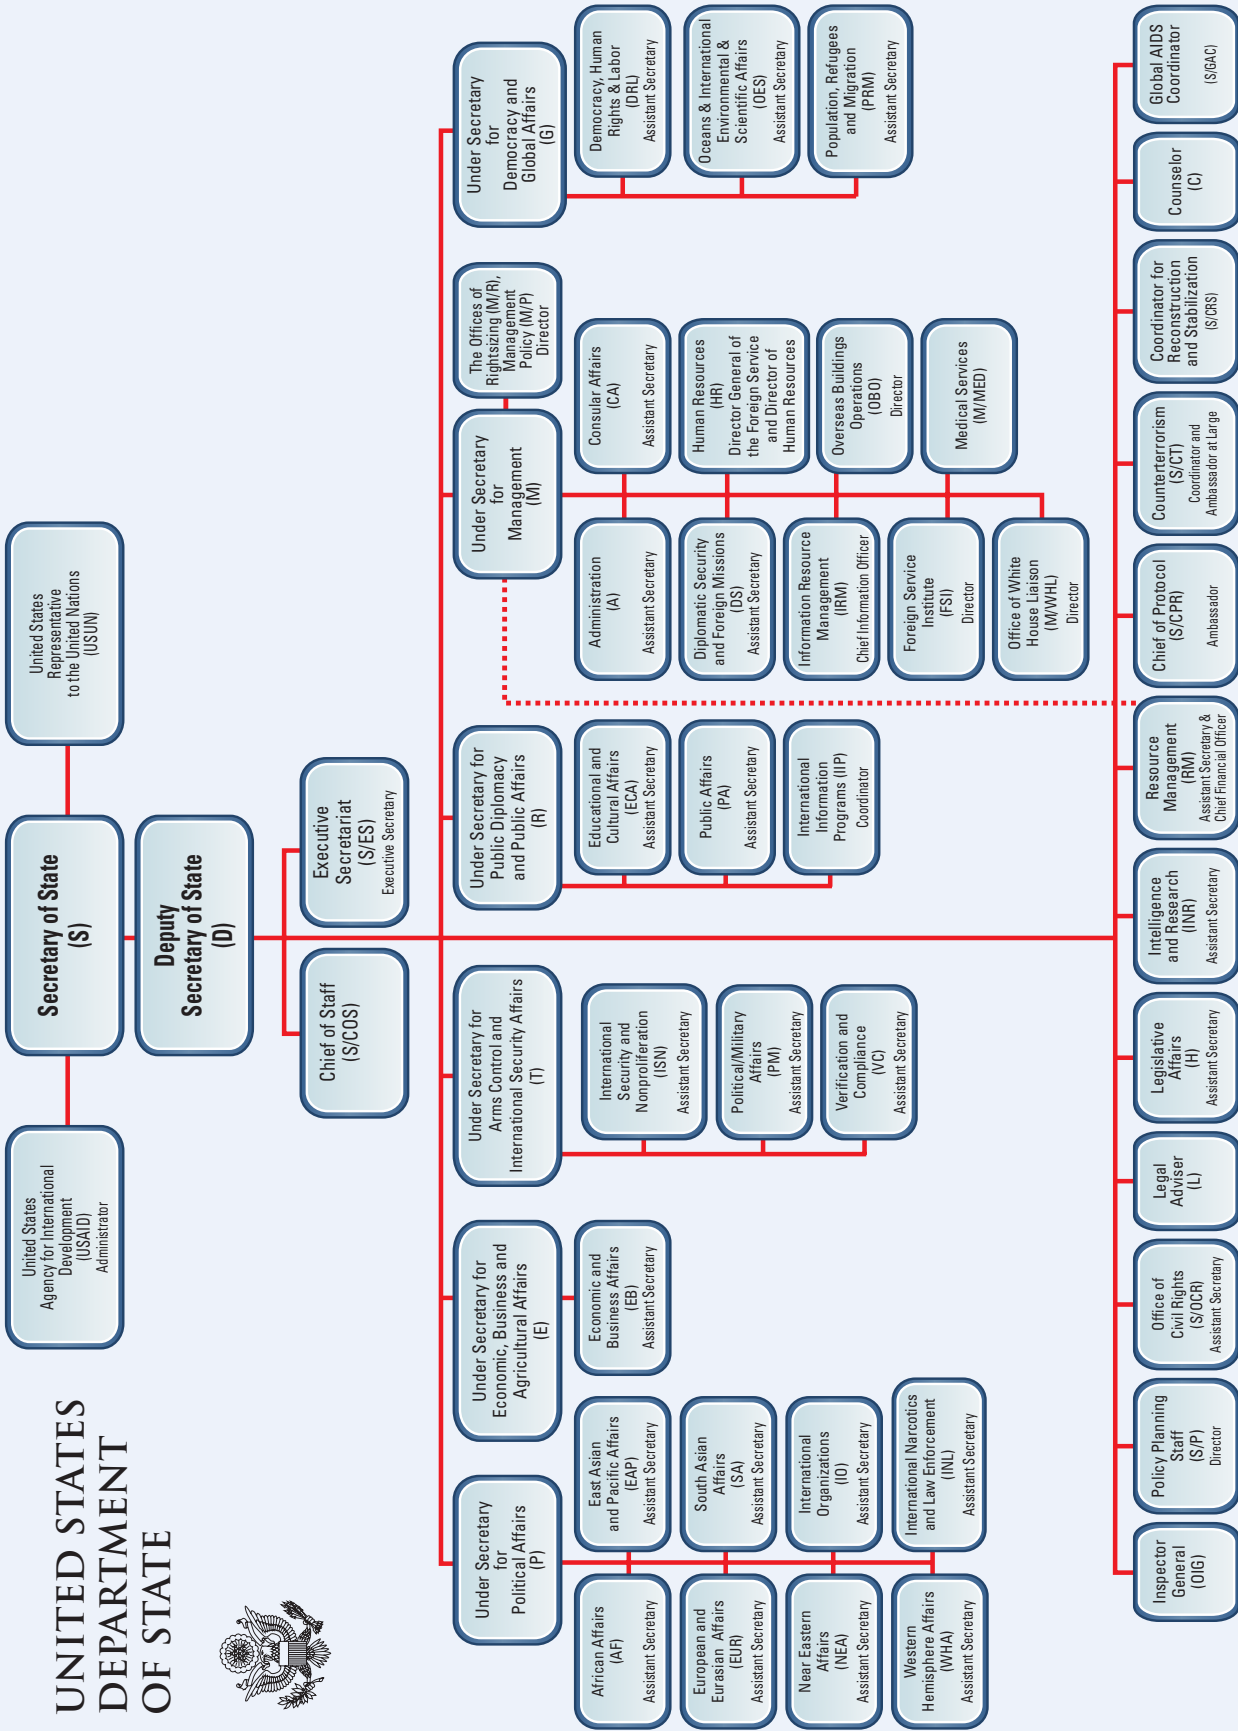 UNITED STATES
DEPARTMENT
OF STATE
United States
Agency for International
Development
(USAID)
Administrator
Secretary of State
(S)
United States
Representative
to the United Nations
(USUN)
Deputy
Secretary of State
(D)
Chief of Staff
(S/COS)
Executive
Secretariat
(S/ES)
Executive Secretary
Under Secretary
for
Political Affairs
(P)
African Affairs
(AF)
Assistant Secretary
East Asian
and Pacific Affairs
(EAP)
Assistant Secretary
European and
Eurasian Affairs
(EUR)
Assistant Secretary
South Asian
Affairs
(SA)
Assistant Secretary
Near Eastern
Affairs
(NEA)
Assistant Secretary
International
Organizations
(IO)
Assistant Secretary
Western
Hemisphere Affairs
(WHA)
Assistant Secretary
International Narcotics
and Law Enforcement
(INL)
Assistant Secretary
Under Secretary for
Economic, Business and
Agricultural Affairs
(E)
Economic and
Business Affairs
(EB)
Assistant Secretary
Under Secretary for
Arms Control and
International Security Affairs
(T)
International
Security and
Nonproliferation
(ISN)
Assistant Secretary
Political/Military
Affairs
(PM)
Assistant Secretary
Verification and
Compliance
(VC)
Assistant Secretary
Under Secretary for
Public Diplomacy
and Public Affairs
(R)
Educational and
Cultural Affairs
(ECA)
Assistant Secretary
Public Affairs
(PA)
Assistant Secretary
International
Information
Programs (IIP)
Coordinator
Under Secretary
for
Management
(M)
The Offices of
Rightsizing (M/R),
Management
Policy (M/P)
Director
Administration
(A)
Assistant Secretary
Consular Affairs
(CA)
Assistant Secretary
Diplomatic Security
and Foreign Missions
(DS)
Assistant Secretary
Human Resources
(HR)
Director General of
the Foreign Service
and Director of
Human Resources
Information Resource
Management
(IRM)
Chief Information Officer
Overseas Buildings
Operations
(OBO)
Director
Foreign Service
Institute
(FSI)
Director
Medical Services
(M/MED)
Office of White
House Liaison
(M/WHL)
Director
Under Secretary
for
Democracy and
Global Affairs
(G)
Democracy, Human
Rights & Labor
(DRL)
Assistant Secretary
Oceans & International
Environmental &
Scientific Affairs
(OES)
Assistant Secretary
Population, Refugees
and Migration
(PRM)
Assistant Secretary
Inspector
General
(OIG)
Policy Planning
Staff
(S/P)
Director
Office of
Civil Rights
(S/OCR)
Assistant Secretary
Legal
Adviser
(L)
Legislative
Affairs
(H)
Assistant Secretary
Intelligence
and Research
(INR)
Assistant Secretary
Resource
Management
(RM)
Assistant Secretary &
Chief Financial Officer
Chief of Protocol
(S/CPR)
Ambassador
Counterterrorism
(S/CT)
Coordinator and
Ambassador at Large
Coordinator for
Reconstruction
and Stabilization
(S/CRS)
Counselor
(C)
Global AIDS
Coordinator
(S/GAC)